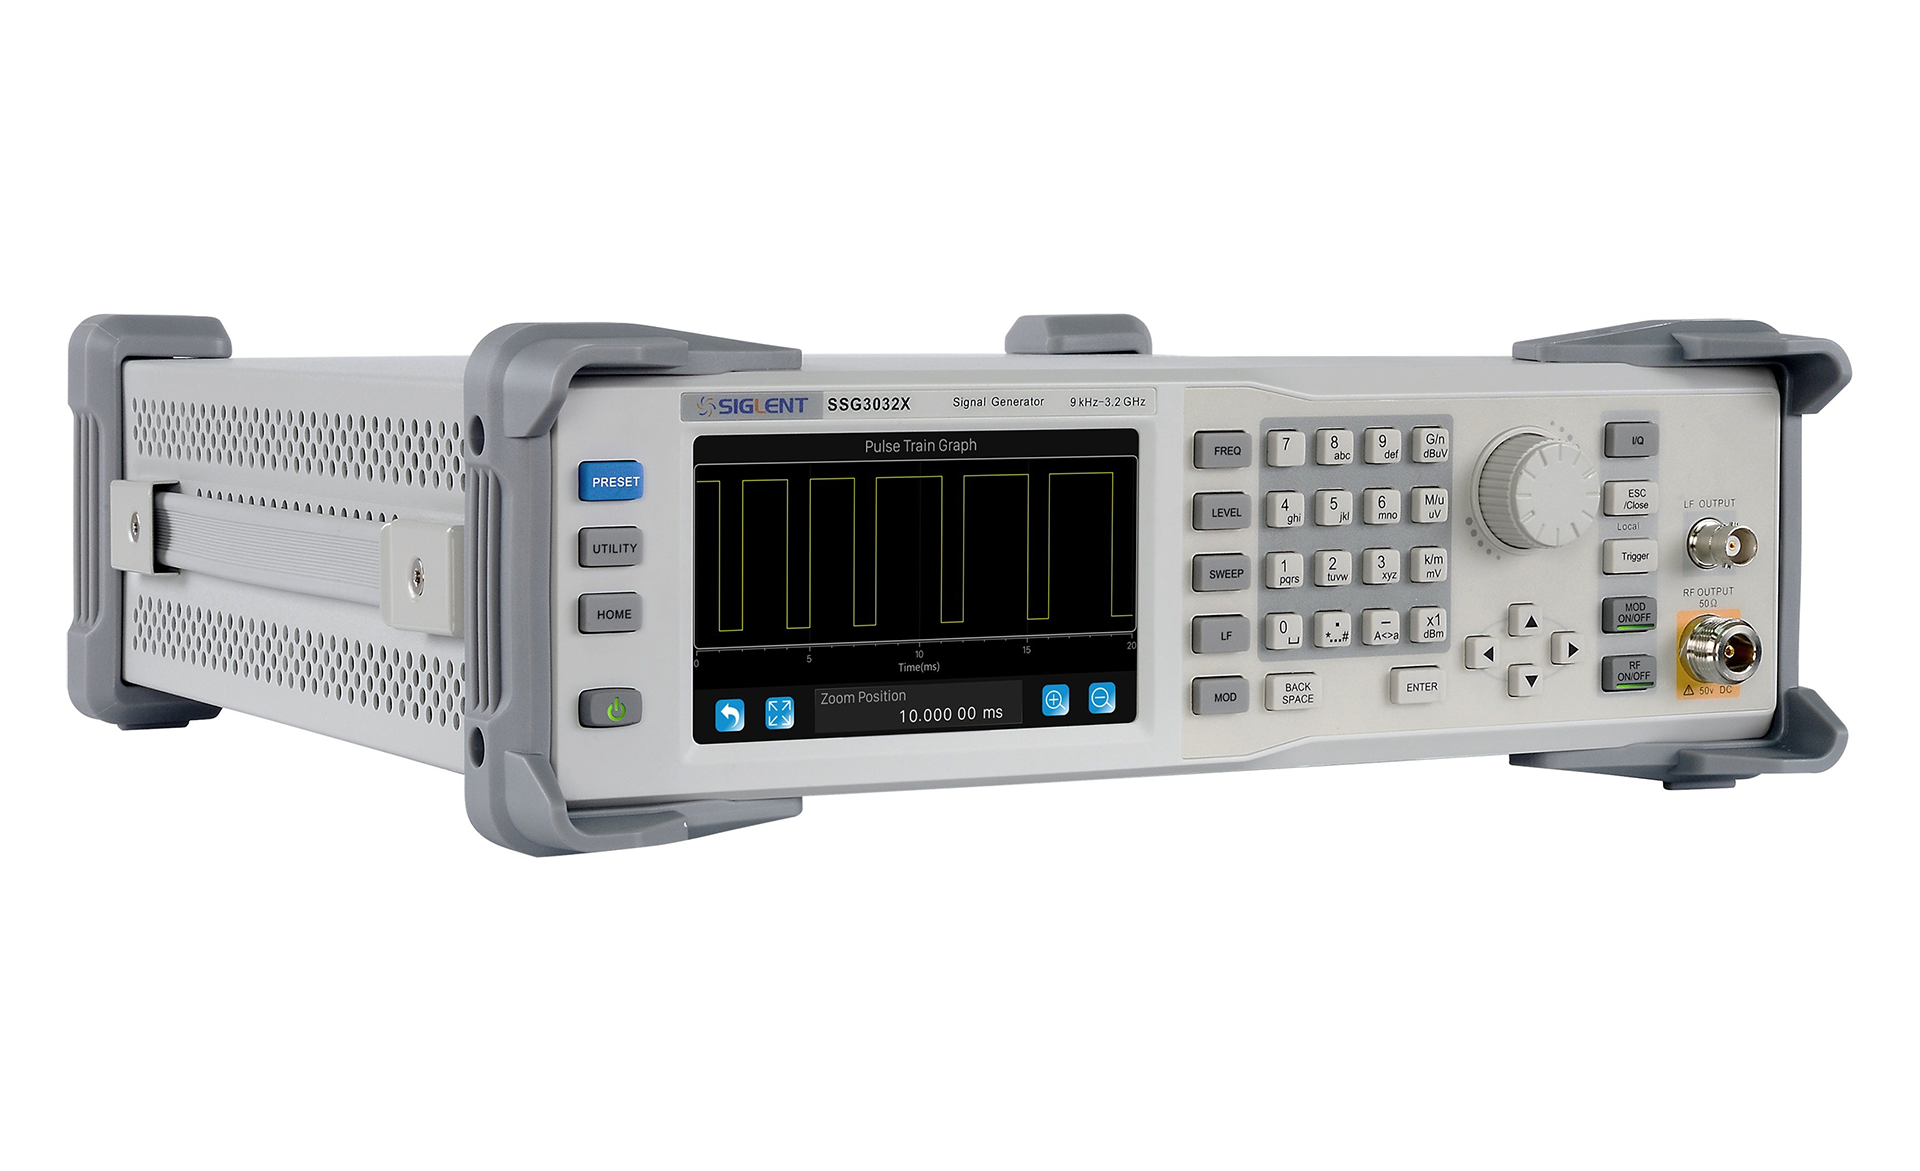 SIGLENT SSG3032X Signal Generator 9 kHz-3.2 GHz
PRESET
UTILITY
HOME
Pulse Train Graph
0 5 10 15 20
Time(ms)
Zoom Position
10.000 00 ms
FREQ
LEVEL
SWEEP
LF
MOD
7
8 abc
9 def
G/n dBuV
4 ghi
5 jkl
6 mno
M/u uV
1 pqrs
2 tuvw
3 xyz
k/m mV
0
. *...#
– A<>a
x1 dBm
BACK
SPACE
ENTER
I/Q
ESC
/Close
Local
Trigger
MOD
ON/OFF
RF
ON/OFF
LF OUTPUT
RF OUTPUT
50Ω
50v DC